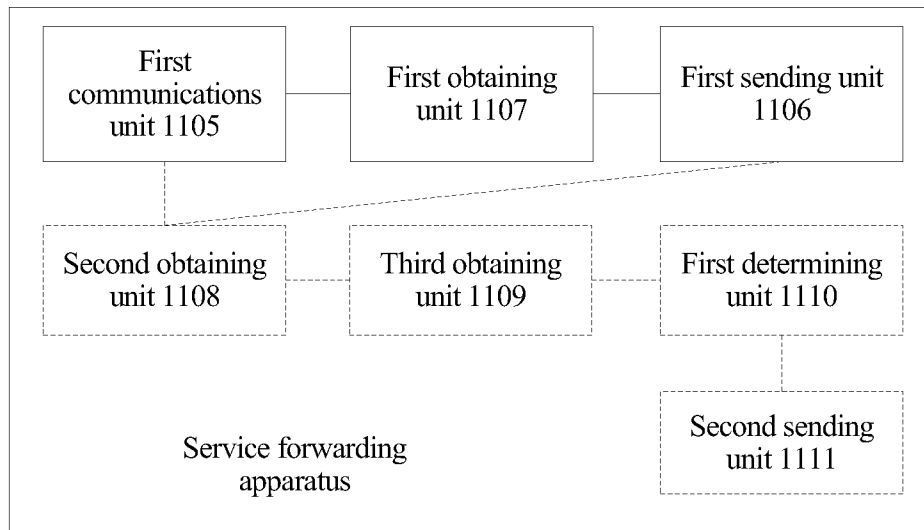 First
communications
unit 1105
First obtaining
unit 1107
First sending unit
1106
Second obtaining
unit 1108
Third obtaining
unit 1109
First determining
unit 1110
Second sending
unit 1111
Service forwarding
apparatus